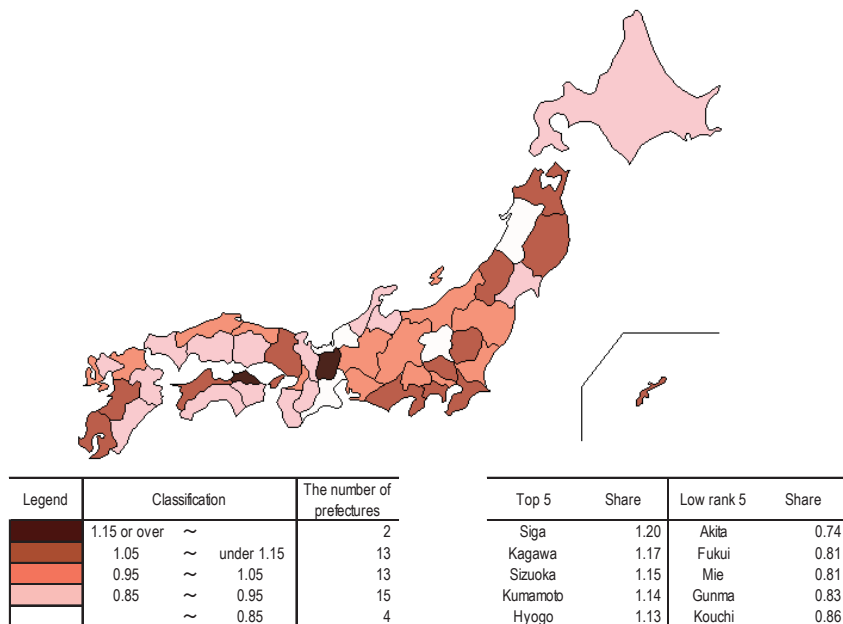 Legend Classification The number of prefectures
1.15 or over ~ 2
1.05 ~ under 1.15 13
0.95 ~ 1.05 13
0.85 ~ 0.95 15
~ 0.85 4
Top 5 Share Low rank 5 Share
Siga 1.20 Akita 0.74
Kagawa 1.17 Fukui 0.81
Sizuoka 1.15 Mie 0.81
Kumamoto 1.14 Gunma 0.83
Hyogo 1.13 Kouchi 0.86